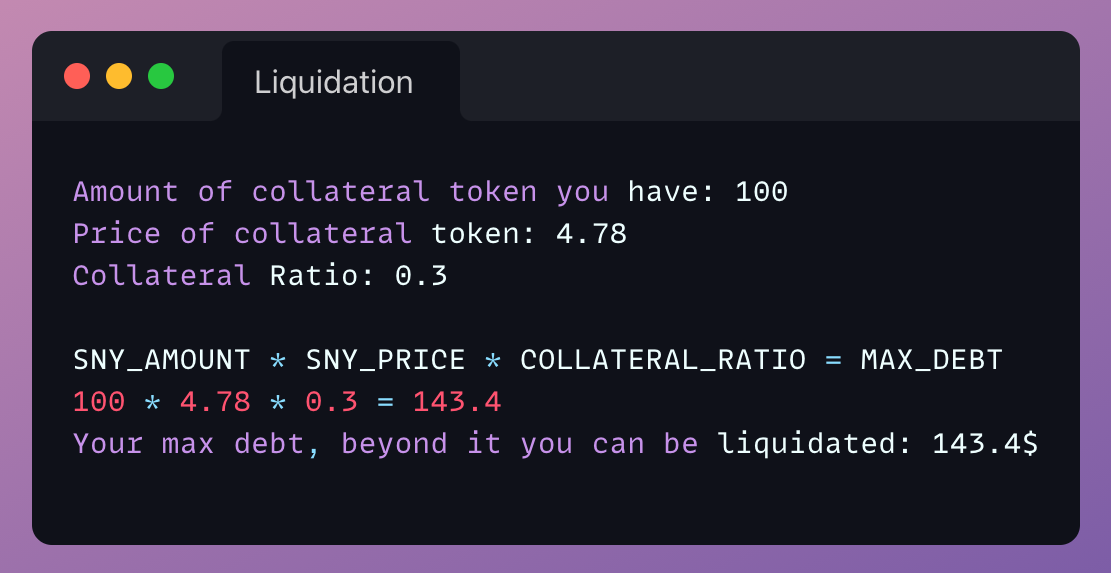 Liquidation
Amount of collateral token you have: 100
Price of collateral token: 4.78
Collateral Ratio: 0.3
SNY_AMOUNT * SNY_PRICE * COLLATERAL_RATIO = MAX_DEBT
100 * 4.78 * 0.3 = 143.4
Your max debt, beyond it you can be liquidated: 143.4$